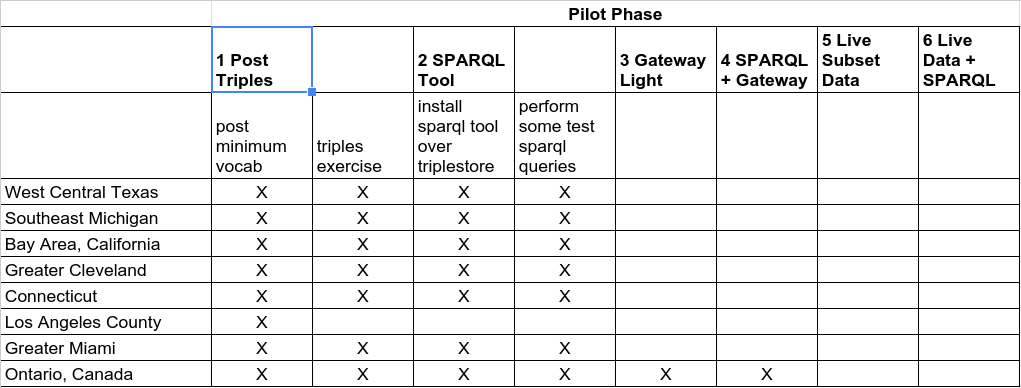 Pilot Phase
1 Post
Triples
2 SPARQL
Tool
3 Gateway
Light
4 SPARQL
+ Gateway
5 Live
Subset
Data
6 Live
Data +
SPARQL
post
minimum
vocab
triples
exercise
install
sparql tool
over
triplestore
perform
some test
sparql
queries
West Central Texas X X X X
Southeast Michigan X X X X
Bay Area, California X X X X
Greater Cleveland X X X X
Connecticut X X X X
Los Angeles County X
Greater Miami X X X X
Ontario, Canada X X X X X X